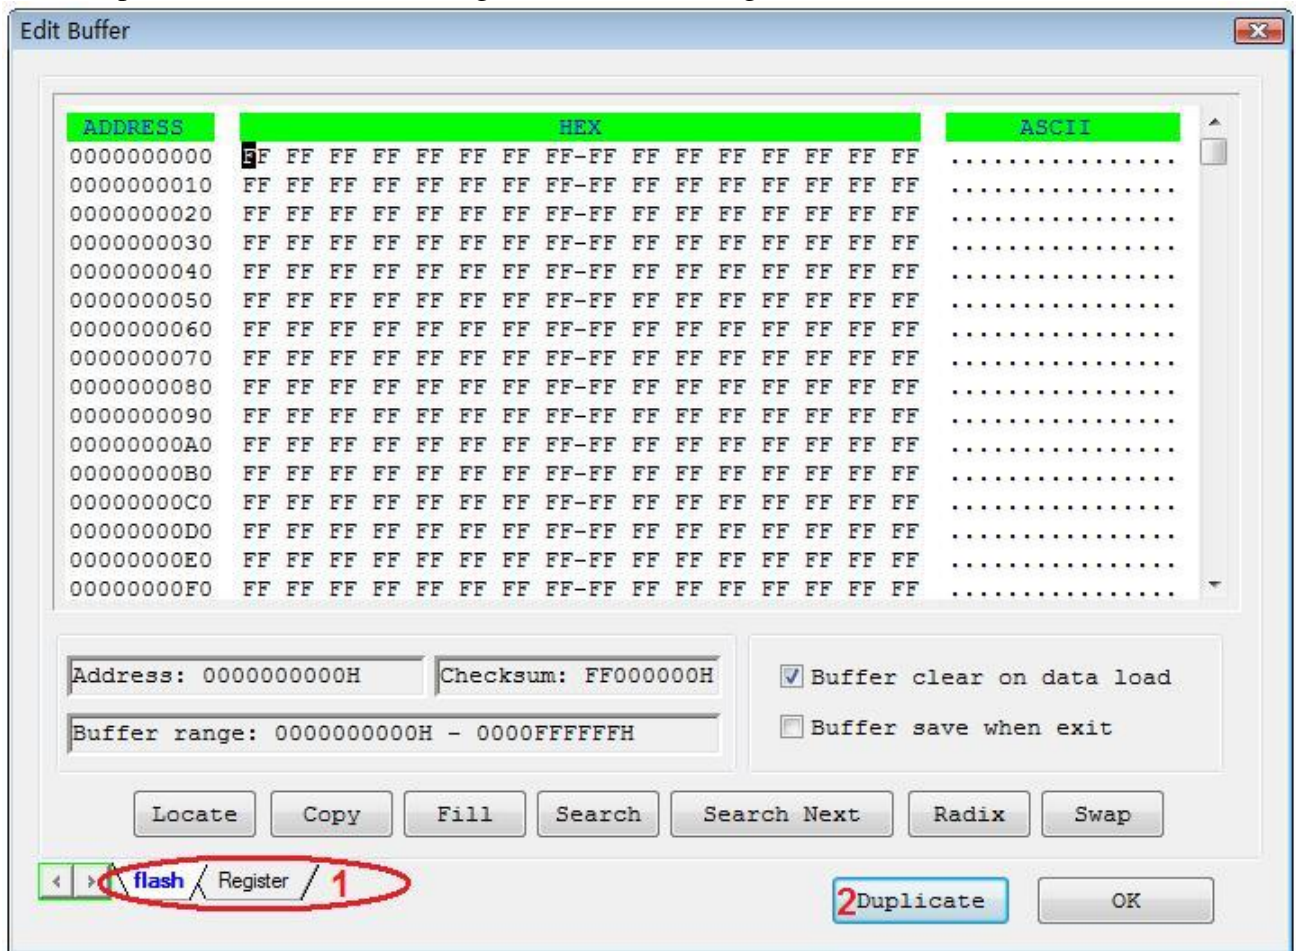 Edit Buffer
ADDRESS HEX ASCII
0000000000 FF FF FF FF FF FF FF FF-FF FF FF FF FF FF FF FF ................
0000000010 FF FF FF FF FF FF FF FF-FF FF FF FF FF FF FF FF ................
0000000020 FF FF FF FF FF FF FF FF-FF FF FF FF FF FF FF FF ................
0000000030 FF FF FF FF FF FF FF FF-FF FF FF FF FF FF FF FF ................
0000000040 FF FF FF FF FF FF FF FF-FF FF FF FF FF FF FF FF ................
0000000050 FF FF FF FF FF FF FF FF-FF FF FF FF FF FF FF FF ................
0000000060 FF FF FF FF FF FF FF FF-FF FF FF FF FF FF FF FF ................
0000000070 FF FF FF FF FF FF FF FF-FF FF FF FF FF FF FF FF ................
0000000080 FF FF FF FF FF FF FF FF-FF FF FF FF FF FF FF FF ................
0000000090 FF FF FF FF FF FF FF FF-FF FF FF FF FF FF FF FF ................
00000000A0 FF FF FF FF FF FF FF FF-FF FF FF FF FF FF FF FF ................
00000000B0 FF FF FF FF FF FF FF FF-FF FF FF FF FF FF FF FF ................
00000000C0 FF FF FF FF FF FF FF FF-FF FF FF FF FF FF FF FF ................
00000000D0 FF FF FF FF FF FF FF FF-FF FF FF FF FF FF FF FF ................
00000000E0 FF FF FF FF FF FF FF FF-FF FF FF FF FF FF FF FF ................
00000000F0 FF FF FF FF FF FF FF FF-FF FF FF FF FF FF FF FF ................
Address: 0000000000H Checksum: FF000000H Buffer clear on data load
Buffer range: 0000000000H - 0000FFFFFFH Buffer save when exit
Locate Copy Fill Search Search Next Radix Swap
flash Register 1
2 Duplicate OK